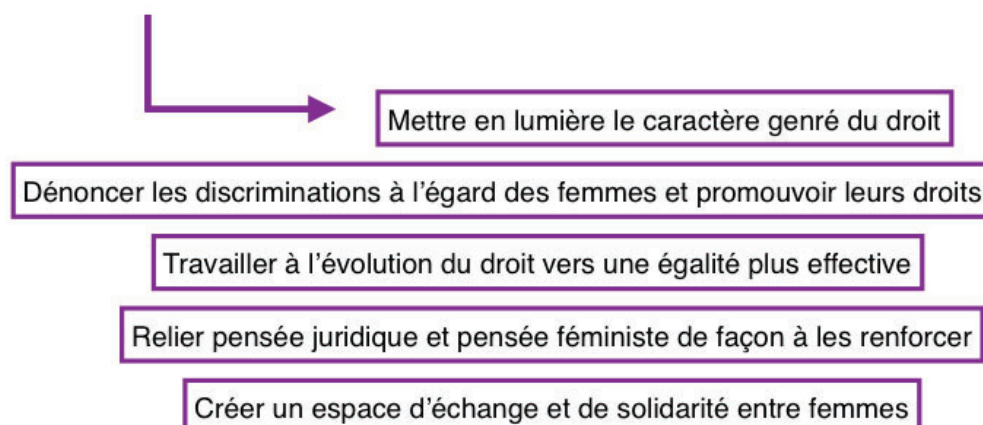 Mettre en lumière le caractère genré du droit
Dénoncer les discriminations à l’égard des femmes et promouvoir leurs droits
Travailler à l’évolution du droit vers une égalité plus effective
Relier pensée juridique et pensée féministe de façon à les renforcer
Créer un espace d’échange et de solidarité entre femmes